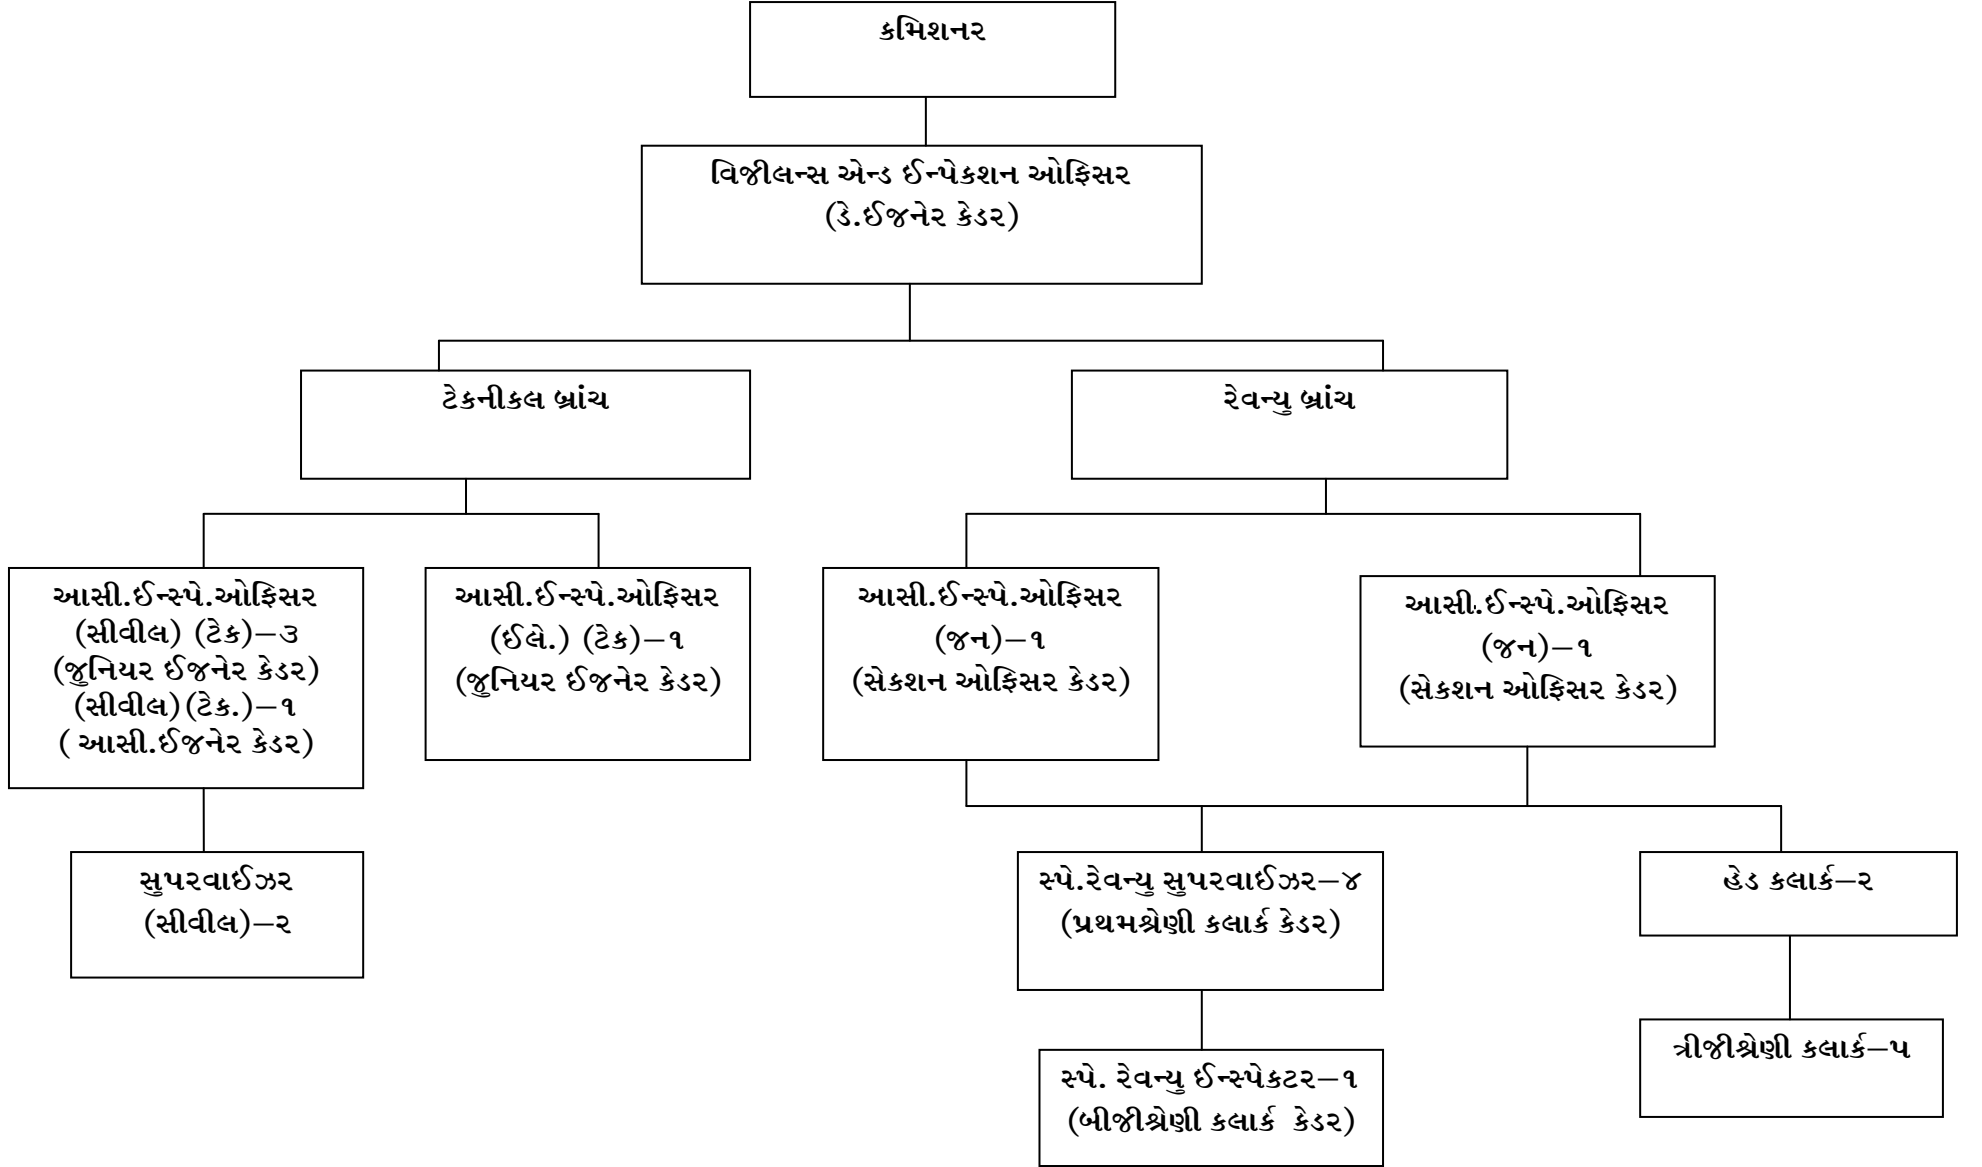 કમિશનર
વિજીલન્સ એન્ડ ઈન્પેકશન ઓફિસર
(ડે.ઈજનેર કેડર)
ટેકનીકલ બ્રાંચ
રેવન્યુ બ્રાંચ
આસી.ઈન્સ્પે.ઓફિસર
(સીવીલ) (ટેક)–૩
(જુનિયર ઈજનેર કેડર)
(સીવીલ)(ટેક.)–૧
( આસી.ઈજનેર કેડર)
આસી.ઈન્સ્પે.ઓફિસર
(ઈલે.) (ટેક)–૧
(જુનિયર ઈજનેર કેડર)
આસી.ઈન્સ્પે.ઓફિસર
(જન)–૧
(સેકશન ઓફિસર કેડર)
આસી.ઈન્સ્પે.ઓફિસર
(જન)–૧
(સેકશન ઓફિસર કેડર)
સુપરવાઈઝર
(સીવીલ)–૨
સ્પે.રેવન્યુ સુપરવાઈઝર–૪
(પ્રથમશ્રેણી કલાર્ક કેડર)
હેડ કલાર્ક–૨
સ્પે. રેવન્યુ ઈન્સ્પેકટર–૧
(બીજીશ્રેણી કલાર્ક કેડર)
ત્રીજીશ્રેણી કલાર્ક–૫